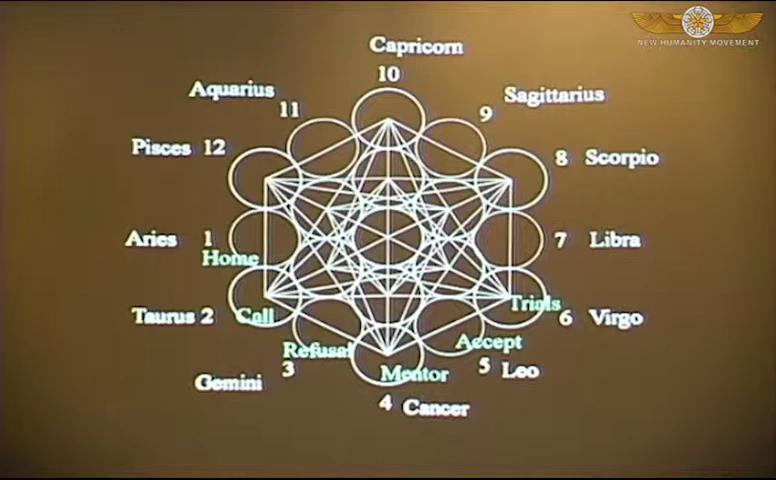 NEW HUMANITY MOVEMENT
Capricorn
10
Aquarius
11
9
Sagittarius
Pisces 12
8 Scorpio
Aries 1
Home
7 Libra
Taurus 2
Call
Trials
6 Virgo
Refusal
Accept
Gemini
3
Mentor
5 Leo
4 Cancer